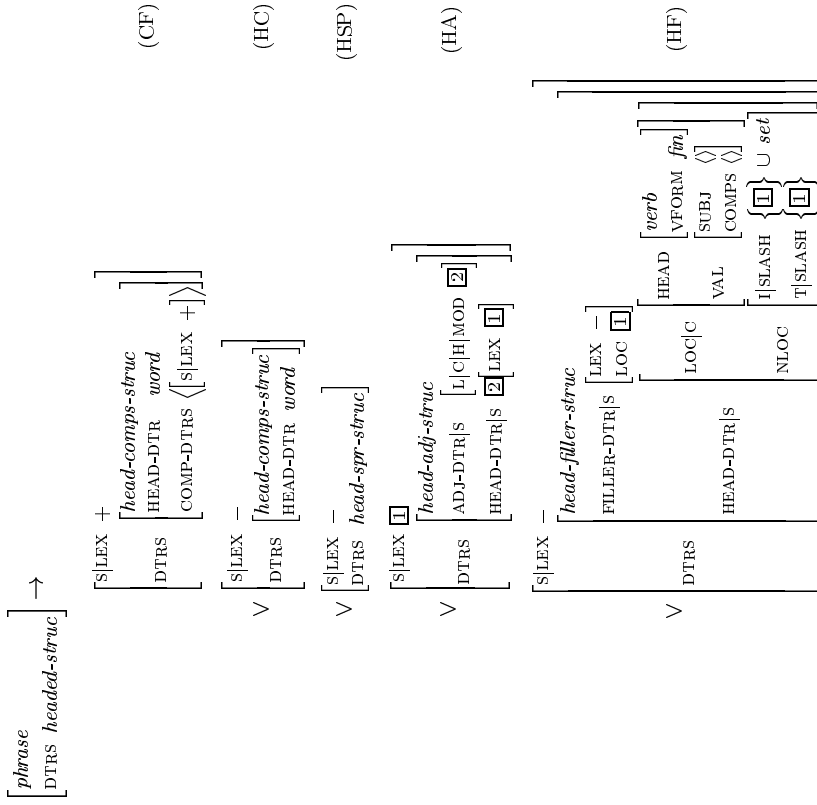 phrase
DTRS headed-struc →
S|LEX +
DTRS
head-comps-struc
HEAD-DTR word
COMP-DTRS ⟨[S|LEX +]⟩
(CF)
∨
S|LEX −
DTRS
head-comps-struc
HEAD-DTR word
(HC)
∨
S|LEX −
DTRS head-spr-struc
(HSP)
∨
S|LEX 1
DTRS
head-adj-struc
ADJ-DTR|S [L|C|H|MOD 2]
HEAD-DTR|S 2 [LEX 1]
(HA)
∨
S|LEX −
DTRS
head-filler-struc
FILLER-DTR|S
LEX −
LOC 1
HEAD-DTR|S
LOC|C
HEAD
verb
VFORM fin
VAL
SUBJ ⟨⟩
COMPS ⟨⟩
NLOC
I|SLASH {1} ∪ set
T|SLASH {1}
(HF)